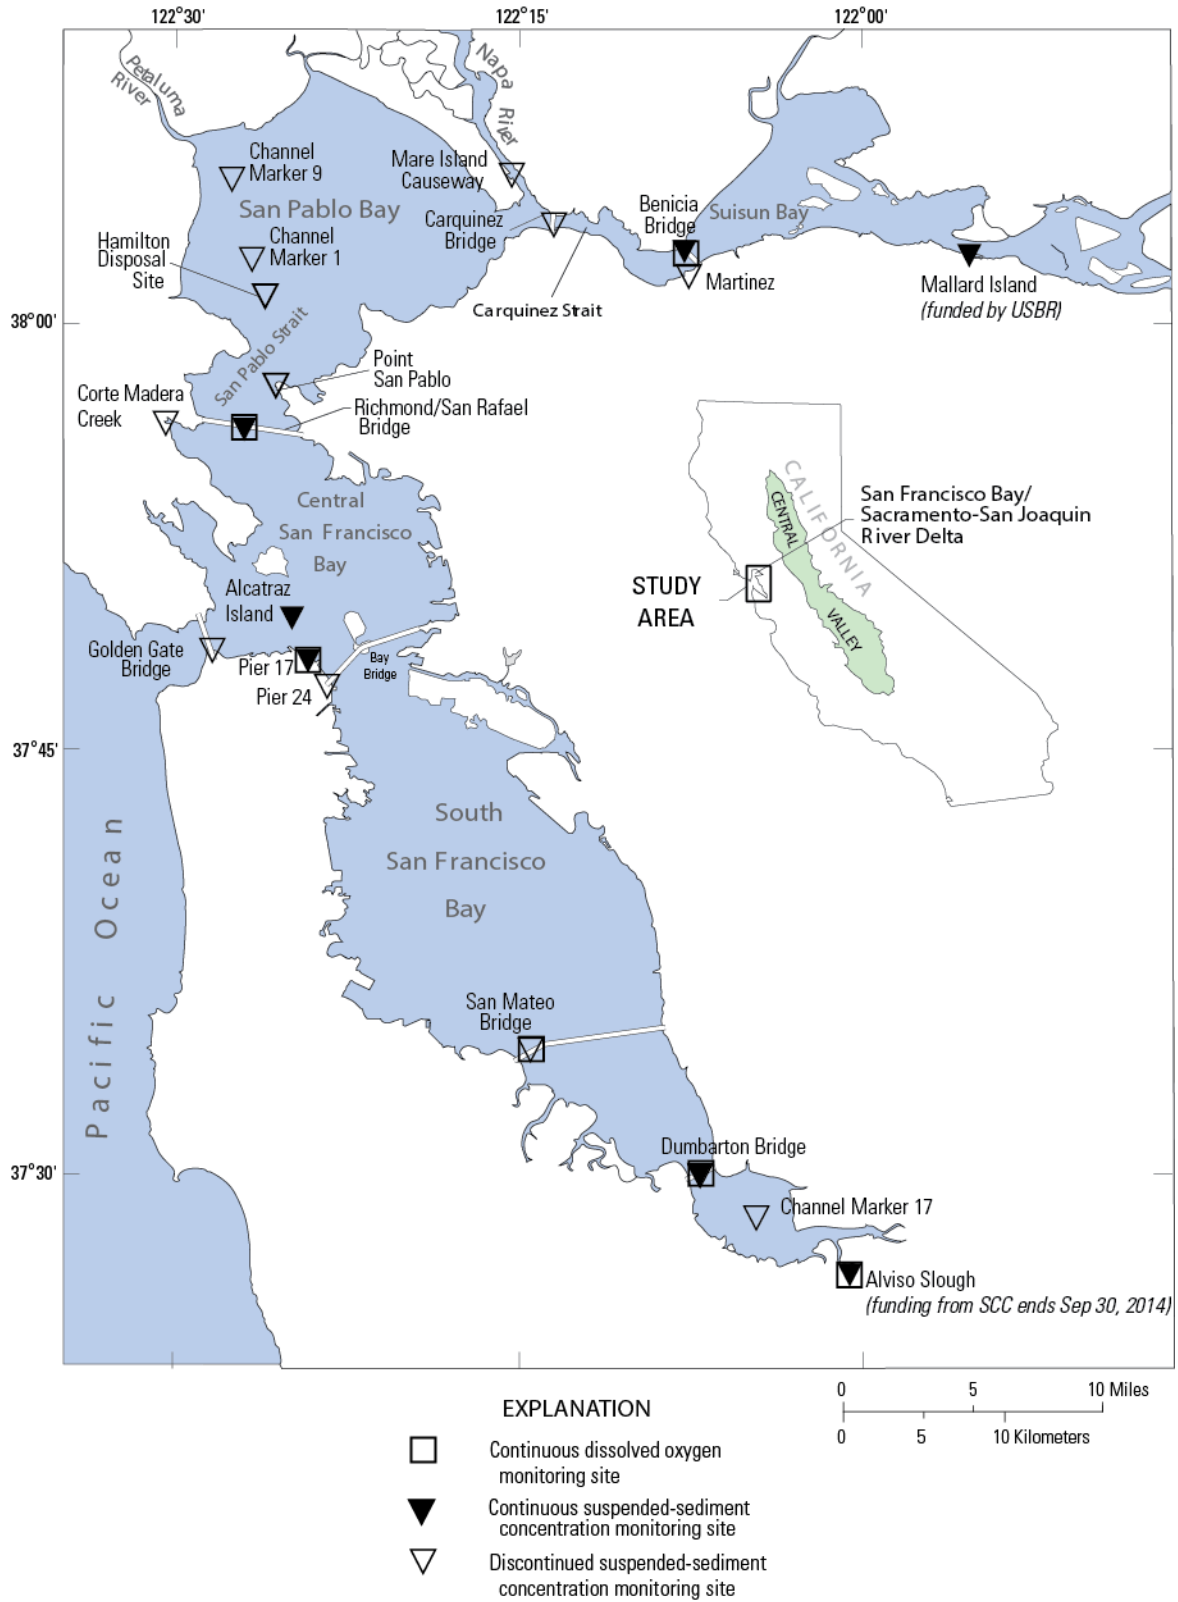 122°30'
122°15'
122°00'
Petaluma
River
Napa
River
Channel
Marker 9
Mare Island
Causeway
San Pablo Bay
Carquinez
Bridge
Benicia
Bridge
Suisun Bay
Hamilton
Disposal
Site
Channel
Marker 1
Martinez
Mallard Island
(funded by USBR)
Carquinez Strait
38°00'
San Pablo Strait
Point
San Pablo
Corte Madera
Creek
Richmond/San Rafael
Bridge
Central
San Francisco
Bay
CALIFORNIA
CENTRAL
VALLEY
San Francisco Bay/
Sacramento-San Joaquin
River Delta
STUDY
AREA
Alcatraz
Island
Golden Gate
Bridge
Pier 17
Bay
Bridge
Pier 24
37°45'
South
San Francisco
Bay
Pacific Ocean
San Mateo
Bridge
Dumbarton Bridge
37°30'
Channel Marker 17
Alviso Slough
(funding from SCC ends Sep 30, 2014)
0 5 10 Miles
0 5 10 Kilometers
EXPLANATION
Continuous dissolved oxygen
monitoring site
Continuous suspended-sediment
concentration monitoring site
Discontinued suspended-sediment
concentration monitoring site